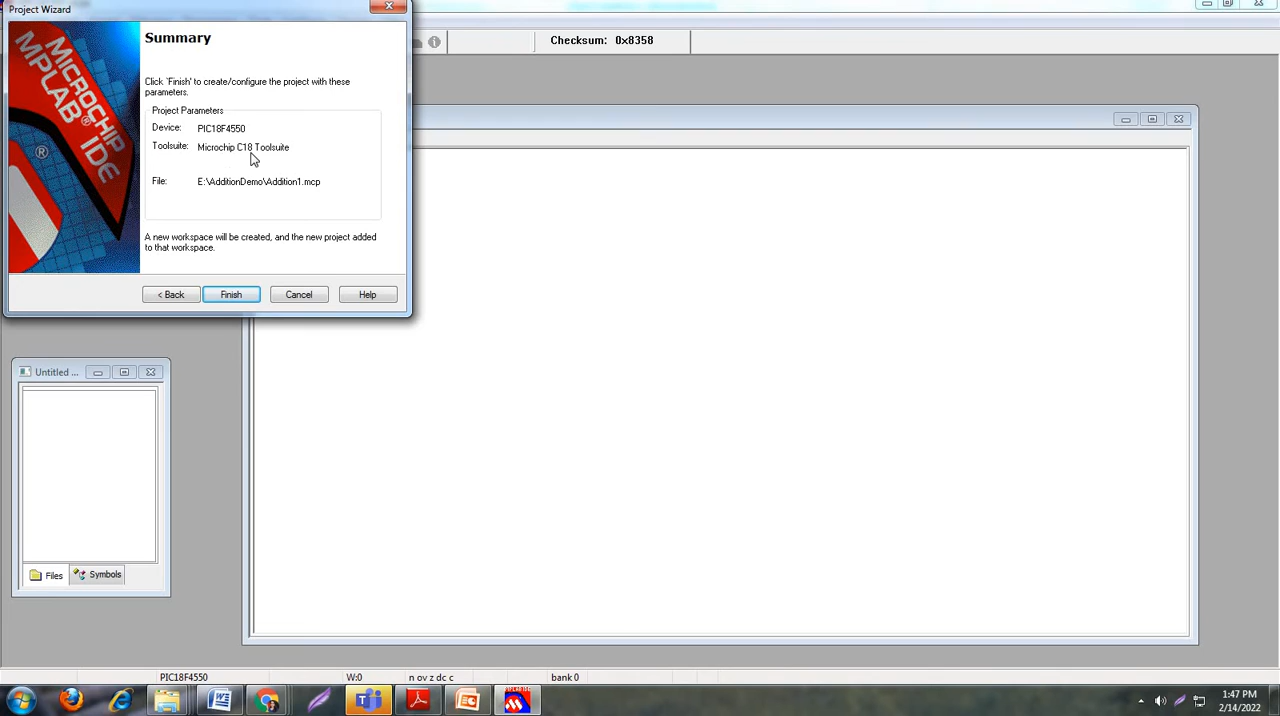 Project Wizard
Checksum: 0x8358
MICROCHIP
MPLAB® IDE
®
Summary
Click 'Finish' to create/configure the project with these
parameters.
Project Parameters
Device: PIC18F4550
Toolsuite: Microchip C18 Toolsuite
File: E:\AdditionDemo\Addition1.mcp
A new workspace will be created, and the new project added
to that workspace.
< Back Finish Cancel Help
Untitled ...
Files Symbols
PIC18F4550 W:0 n ov z dc c bank 0
1:47 PM
2/14/2022